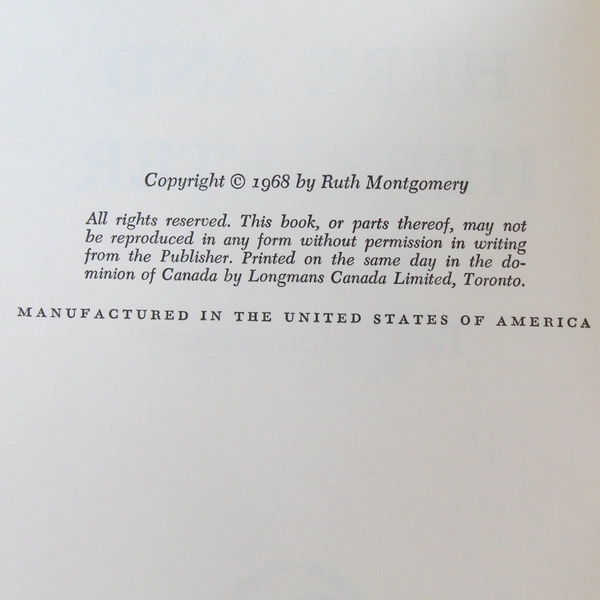 Copyright © 1968 by Ruth Montgomery
All rights reserved. This book, or parts thereof, may not
be reproduced in any form without permission in writing
from the Publisher. Printed on the same day in the do-
minion of Canada by Longmans Canada Limited, Toronto.
MANUFACTURED IN THE UNITED STATES OF AMERICA